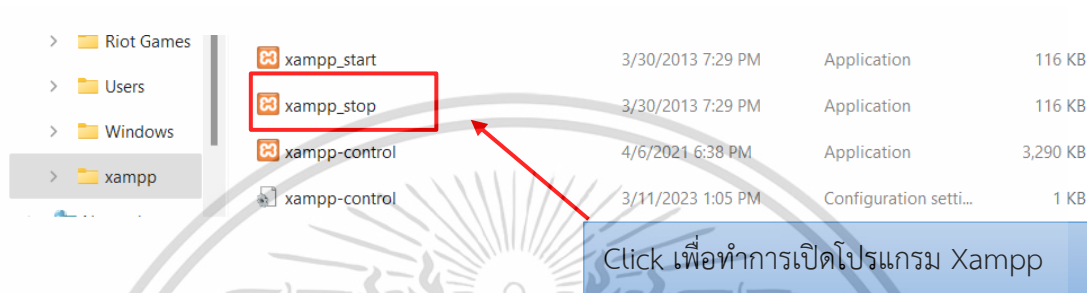 Riot Games
xampp_start 3/30/2013 7:29 PM Application 116 KB
Users
xampp_stop 3/30/2013 7:29 PM Application 116 KB
Windows
xampp-control 4/6/2021 6:38 PM Application 3,290 KB
xampp
xampp-control 3/11/2023 1:05 PM Configuration setti... 1 KB
Click เพื่อทำการเปิดโปรแกรม Xampp